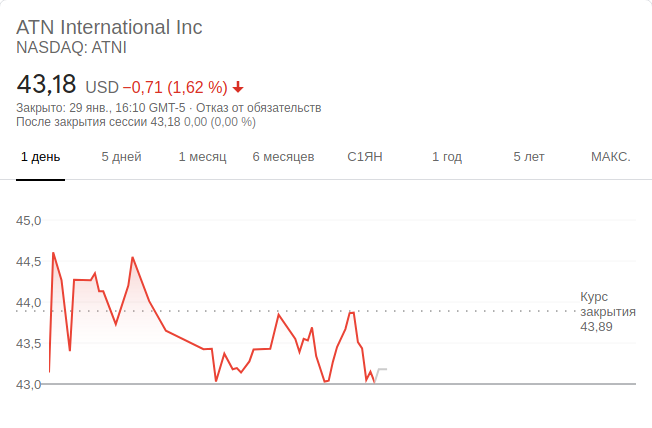 ATN International Inc
NASDAQ: ATNI
43,18 USD −0,71 (1,62 %)
Закрыто: 29 янв., 16:10 GMT-5 · Отказ от обязательств
После закрытия сессии 43,18 0,00 (0,00 %)
1 день 5 дней 1 месяц 6 месяцев С1ЯН 1 год 5 лет МАКС.
45,0
44,5
44,0
43,5
43,0
Курс
закрытия
43,89